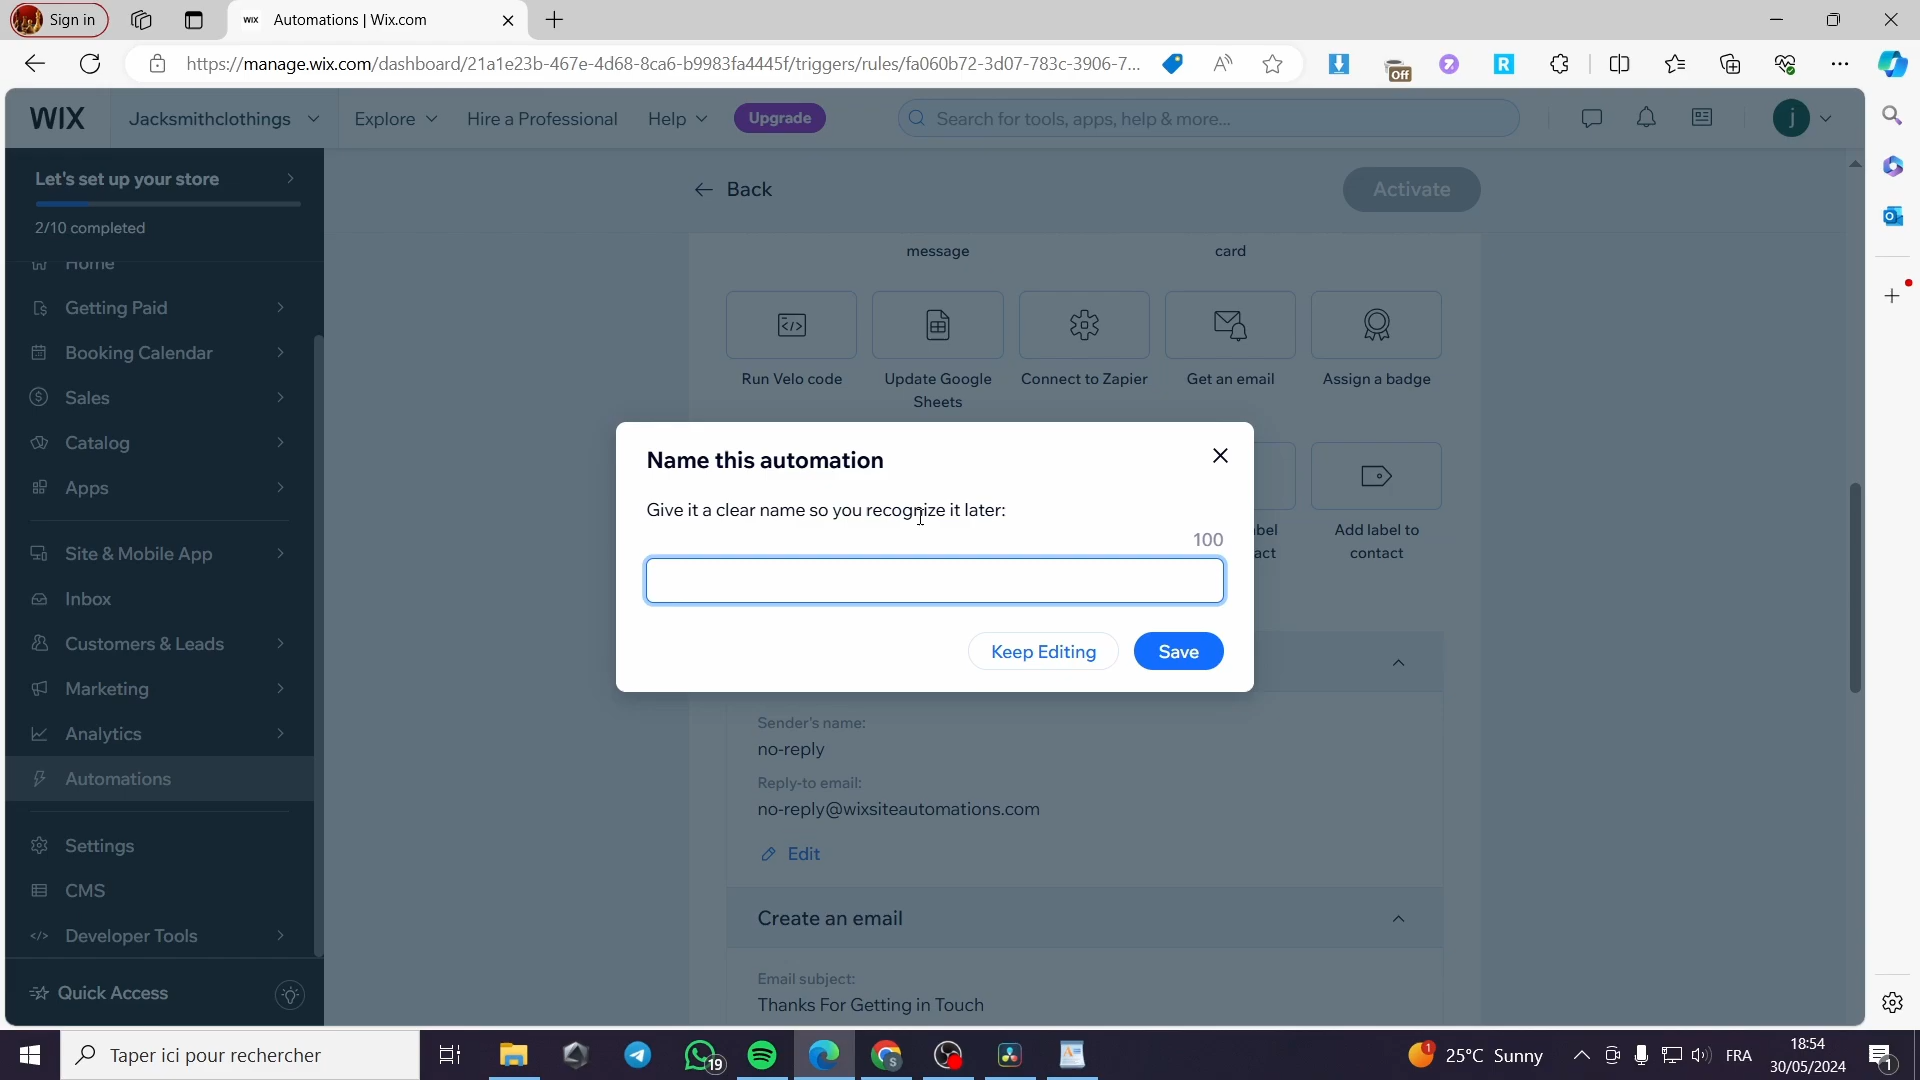 Sign in
WIX Automations | Wix.com
https://manage.wix.com/dashboard/21a1e23b-467e-4d68-8ca6-b9983fa4445f/triggers/rules/fa060b72-3d07-783c-3906-7...
Off
WIX
Jacksmithclothings
Explore
Hire a Professional
Help
Upgrade
Search for tools, apps, help & more...
j
Let's set up your store
2/10 completed
Home
Getting Paid
Booking Calendar
Sales
Catalog
Apps
Site & Mobile App
Inbox
Customers & Leads
Marketing
Analytics
Automations
Settings
CMS
Developer Tools
Quick Access
Back
Activate
message
card
Run Velo code
Update Google
Sheets
Connect to Zapier
Get an email
Assign a badge
Add label to
contact
Name this automation
Give it a clear name so you recognize it later:
100
Keep Editing
Save
Sender's name:
no-reply
Reply-to email:
no-reply@wixsiteautomations.com
Edit
Create an email
Email subject:
Thanks For Getting in Touch
Taper ici pour rechercher
19
1
25°C Sunny
FRA
18:54
30/05/2024
1